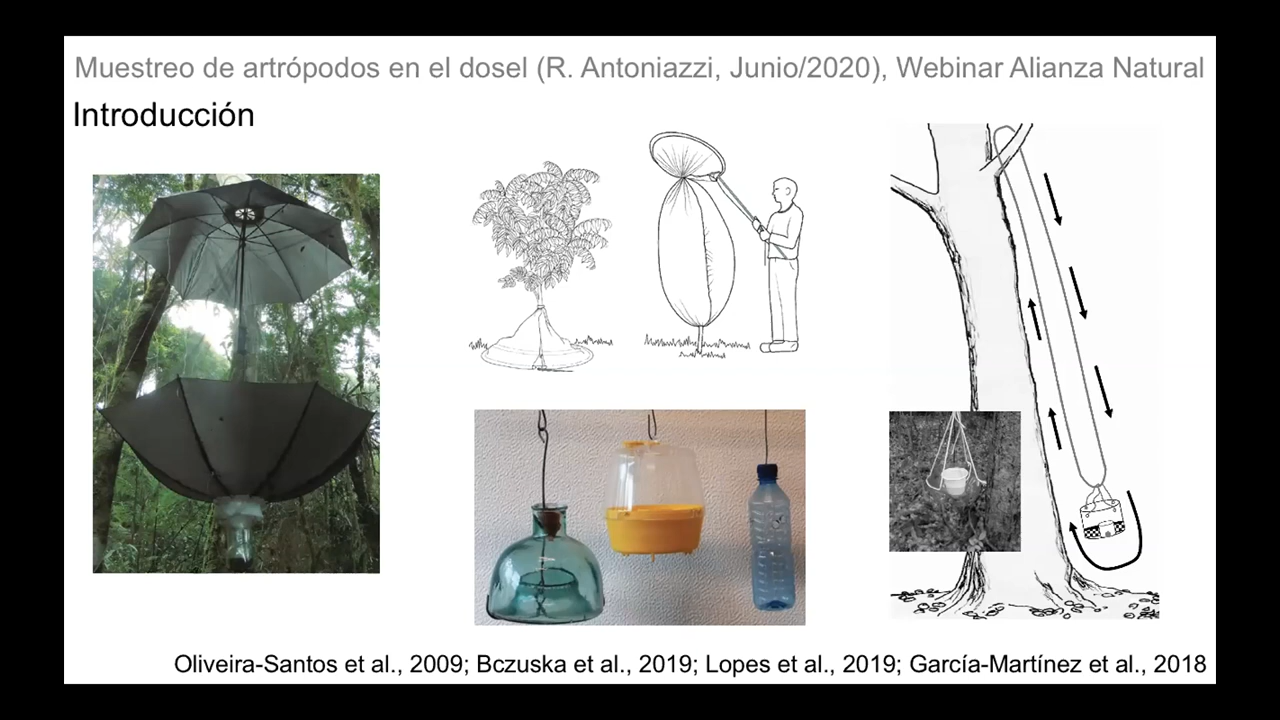 Muestreo de artrópodos en el dosel (R. Antoniazzi, Junio/2020), Webinar Alianza Natural
Introducción
Oliveira-Santos et al., 2009; Bczuska et al., 2019; Lopes et al., 2019; García-Martínez et al., 2018